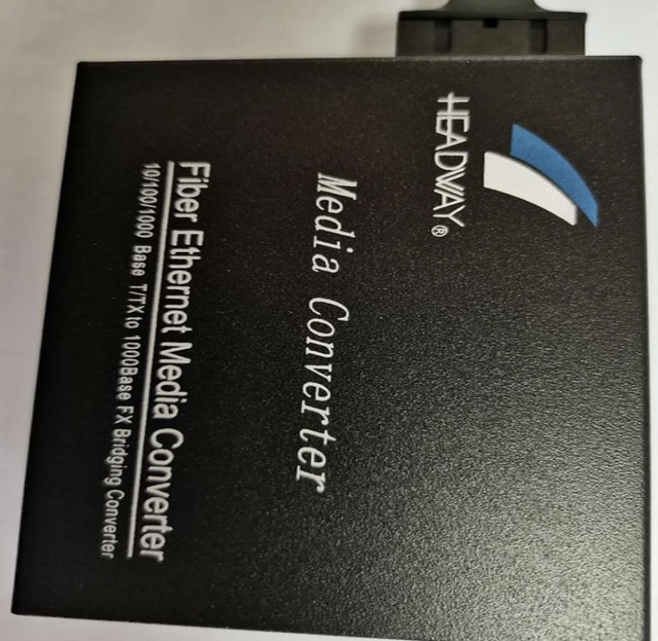 HEADWAY®
Media Converter
Fiber Ethernet Media Converter
10/100/1000 Base T/TX to 1000Base FX Bridging Converter